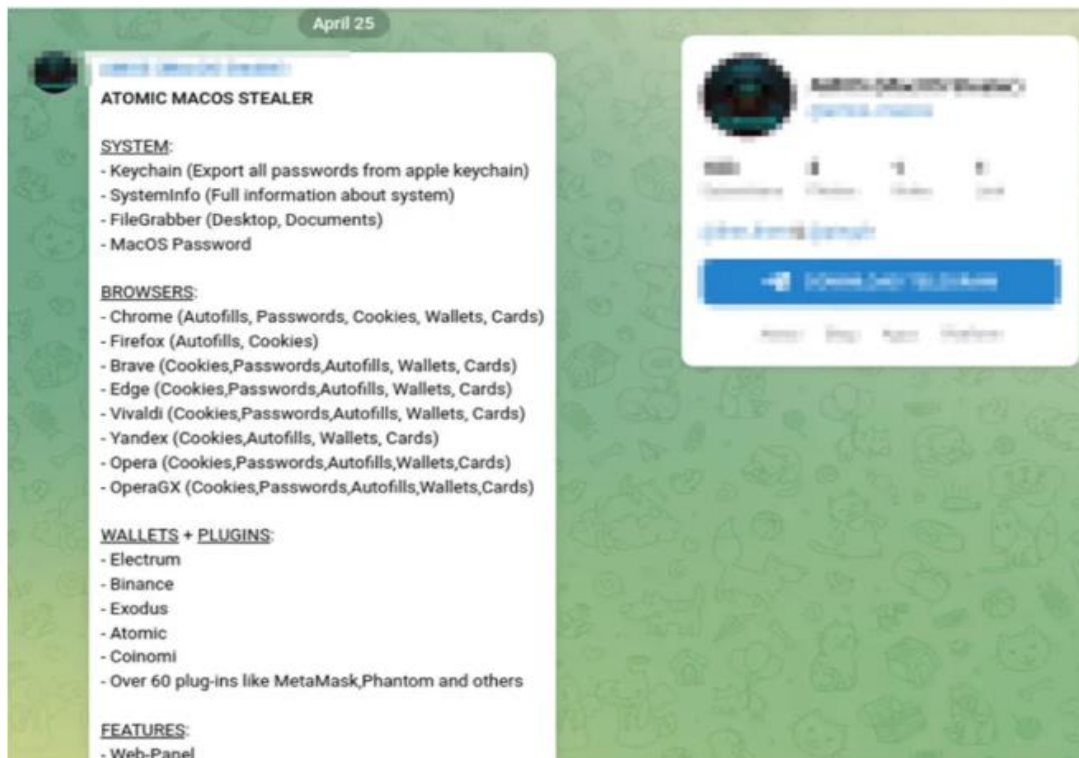 April 25
ATOMIC MACOS STEALER
SYSTEM:
- Keychain (Export all passwords from apple keychain)
- SystemInfo (Full information about system)
- FileGrabber (Desktop, Documents)
- MacOS Password
BROWSERS:
- Chrome (Autofills, Passwords, Cookies, Wallets, Cards)
- Firefox (Autofills, Cookies)
- Brave (Cookies,Passwords,Autofills, Wallets, Cards)
- Edge (Cookies,Passwords,Autofills, Wallets, Cards)
- Vivaldi (Cookies,Passwords,Autofills, Wallets, Cards)
- Yandex (Cookies,Autofills, Wallets, Cards)
- Opera (Cookies,Passwords,Autofills,Wallets,Cards)
- OperaGX (Cookies,Passwords,Autofills,Wallets,Cards)
WALLETS + PLUGINS:
- Electrum
- Binance
- Exodus
- Atomic
- Coinomi
- Over 60 plug-ins like MetaMask,Phantom and others
FEATURES:
- Web-Panel